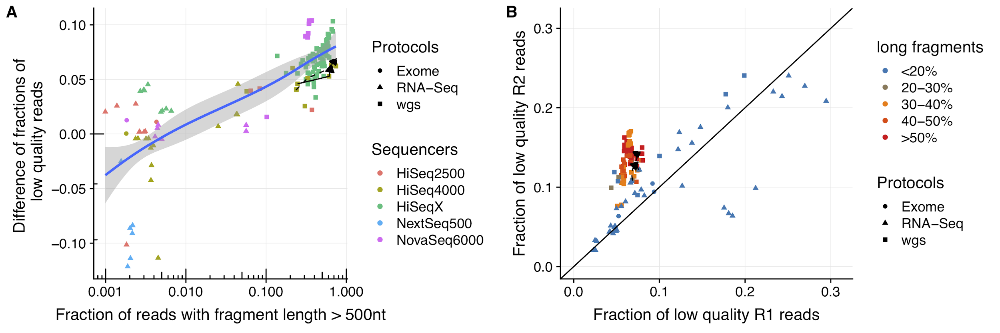 A
Difference of fractions of
low quality reads
0.10
0.05
0.00
−0.05
−0.10
0.001
0.010
0.100
1.000
Fraction of reads with fragment length > 500nt
Protocols
Exome
RNA−Seq
wgs
Sequencers
HiSeq2500
HiSeq4000
HiSeqX
NextSeq500
NovaSeq6000
B
Fraction of low quality R2 reads
0.3
0.2
0.1
0.0
0.0
0.1
0.2
0.3
Fraction of low quality R1 reads
long fragments
<20%
20−30%
30−40%
40−50%
>50%
Protocols
Exome
RNA−Seq
wgs